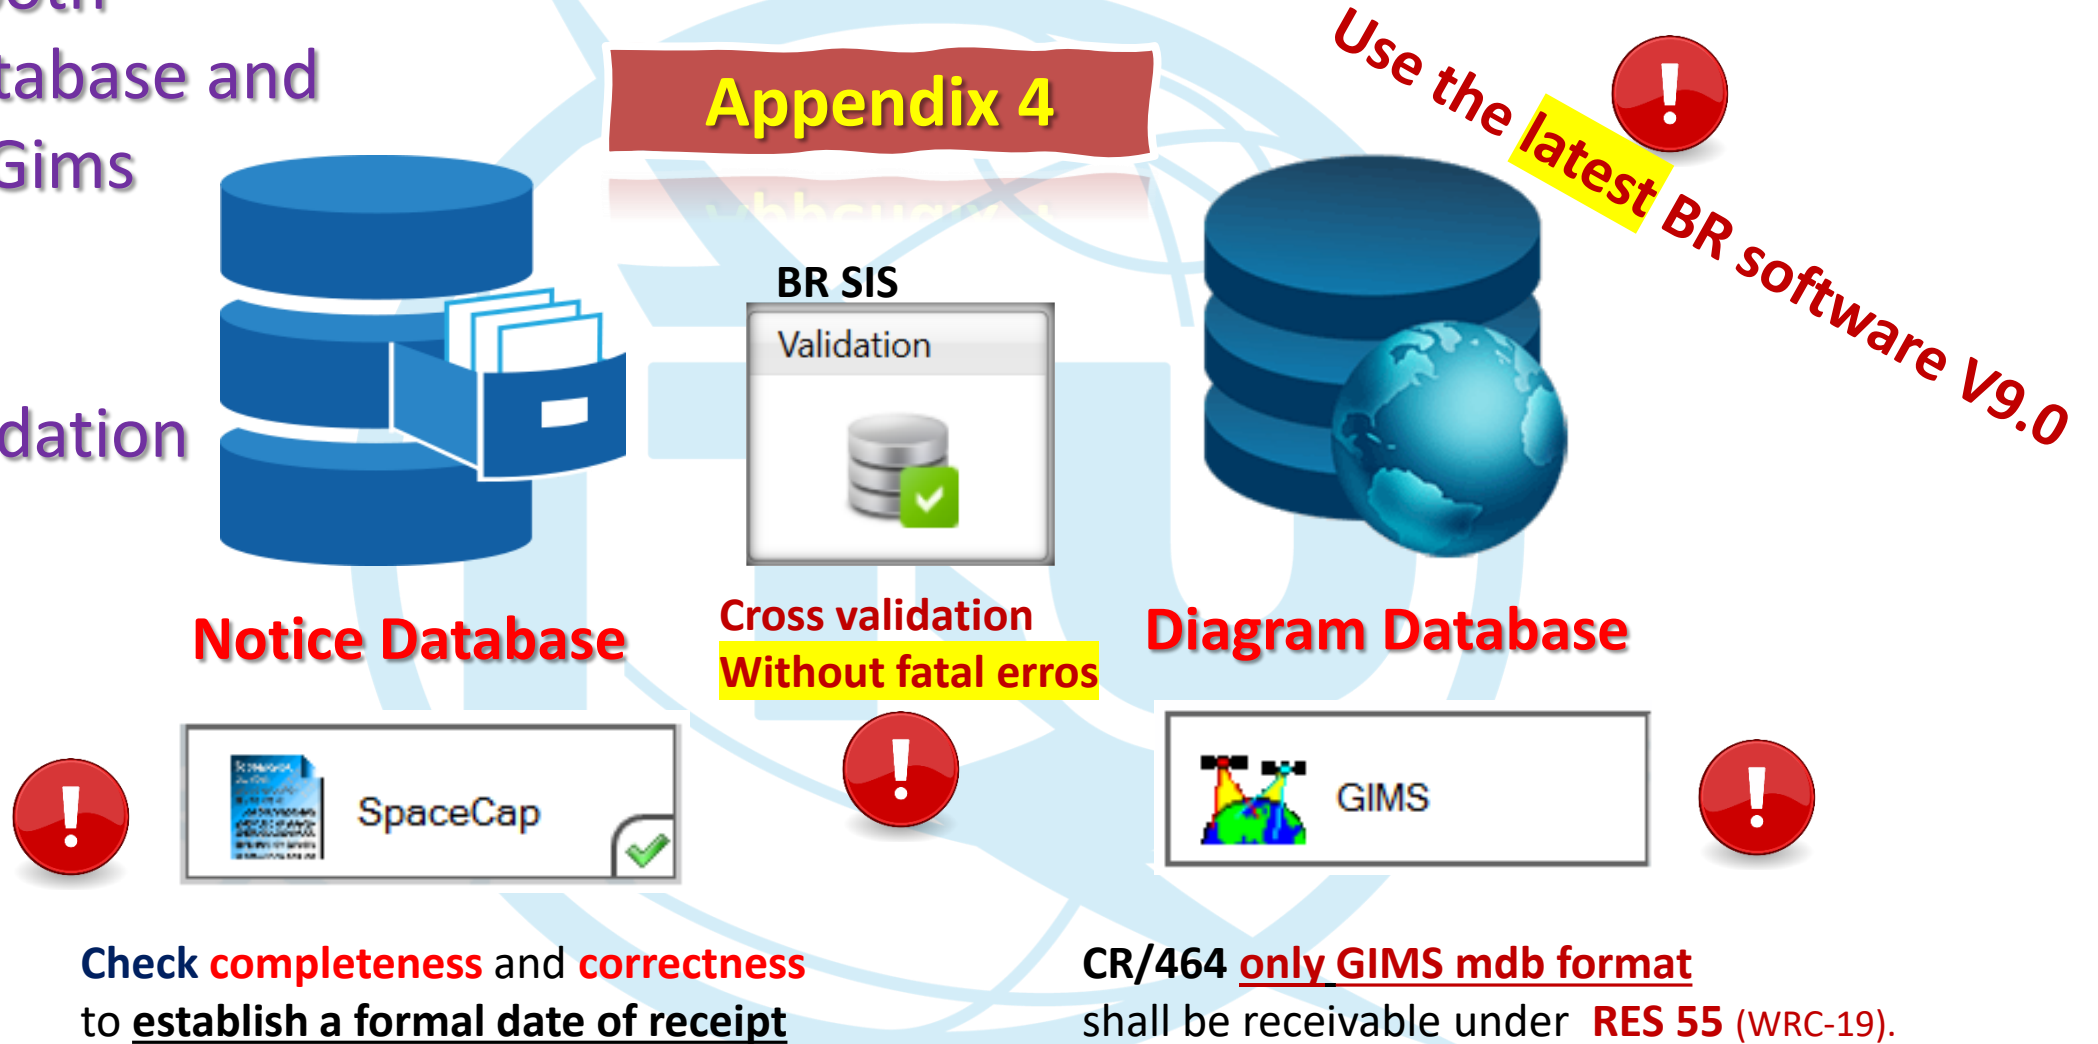 oth
tabase and
Gims
dation
Appendix 4
Use the latest BR software V9.0
BR SIS
Validation
Notice Database
Cross validation
Without fatal erros
Diagram Database
SpaceCap
GIMS
Check completeness and correctness
to establish a formal date of receipt
CR/464 only GIMS mdb format
shall be receivable under RES 55 (WRC-19).
ITU